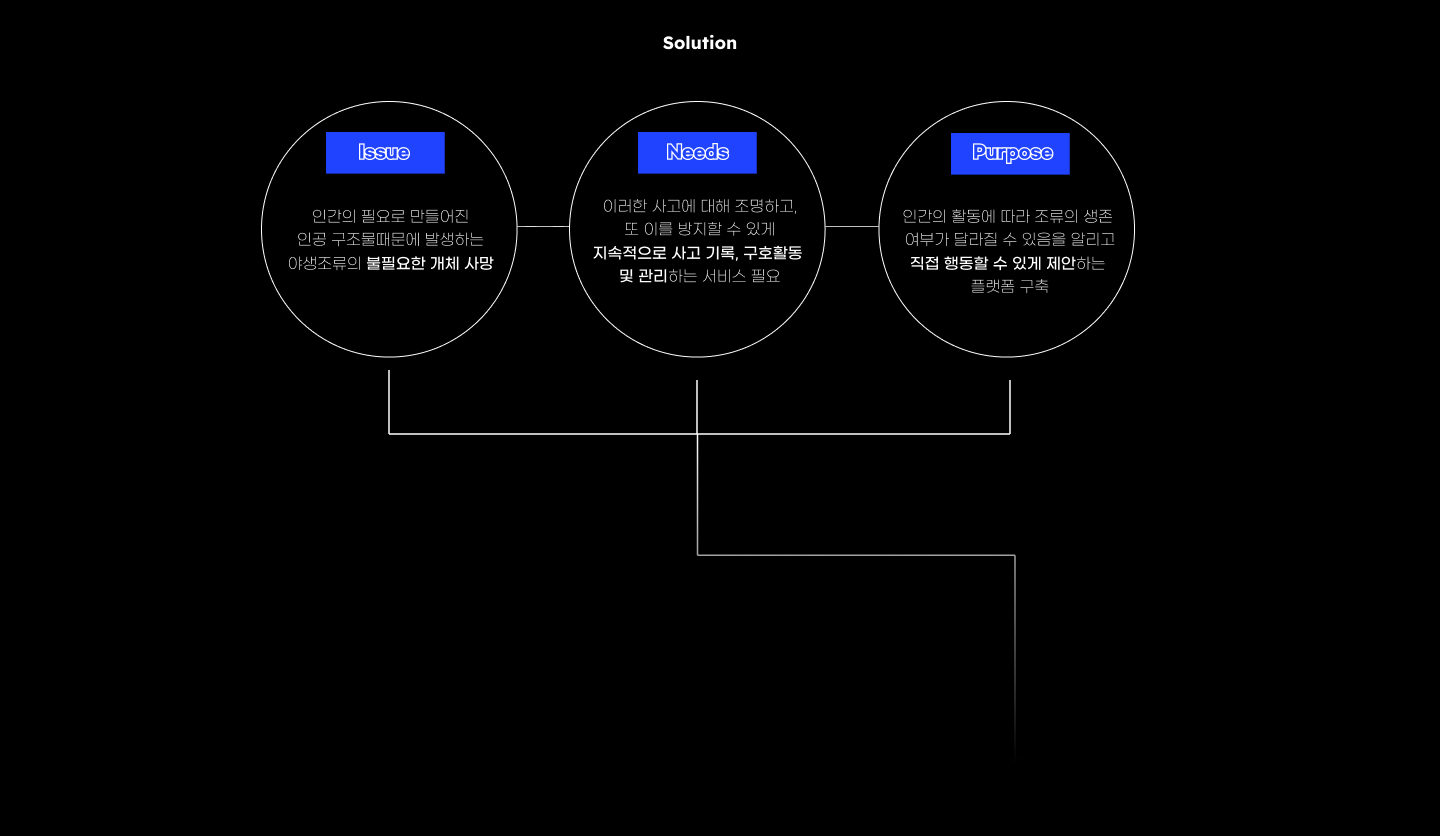 Solution
Issue
인간의 필요로 만들어진
인공 구조물때문에 발생하는
야생조류의 불필요한 개체 사망
Needs
이러한 사고에 대해 조명하고,
또 이를 방지할 수 있게
지속적으로 사고 기록, 구호활동
및 관리하는 서비스 필요
Purpose
인간의 활동에 따라 조류의 생존
여부가 달라질 수 있음을 알리고
직접 행동할 수 있게 제안하는
플랫폼 구축